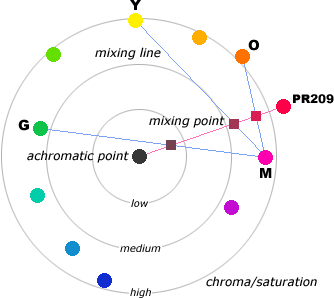 Y
O
mixing line
PR209
mixing point
G
achromatic point
M
low
medium
chroma/saturation
high